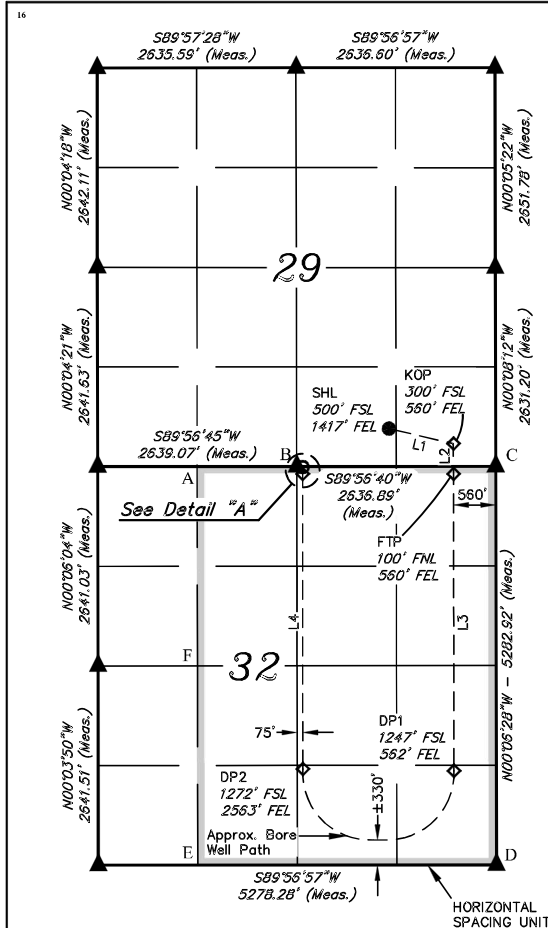 16
S89°57'28"W
2635.59' (Meas.)
S89°56'57"W
2636.60' (Meas.)
N00°04'18"W
2642.11' (Meas.)
N00°05'22"W
2651.78' (Meas.)
29
N00°04'21"W
2641.53' (Meas.)
N00°08'12"W
2631.20' (Meas.)
KOP
300' FSL
560' FEL
SHL
500' FSL
1417' FEL
L1
L2
S89°56'45"W
2639.07' (Meas.)
A
B
C
S89°56'40"W
2636.89'
(Meas.)
560'
See Detail "A"
FTP
100' FNL
560' FEL
N00°06'04"W
2641.03' (Meas.)
L4
L3
N00°05'28"W - 5282.92' (Meas.)
F
32
75'
DP1
1247' FSL
562' FEL
N00°03'50"W
2641.51' (Meas.)
DP2
1272' FSL
2563' FEL
±330'
Approx. Bore
Well Path
E
D
S89°56'57"W
5278.28' (Meas.)
HORIZONTAL
SPACING UNIT